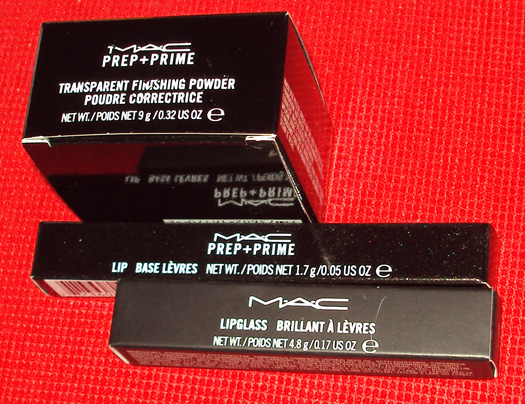 MAC
PREP+PRIME
TRANSPARENT FINISHING POWDER
POUDRE CORRECTRICE
NET WT./POIDS NET 9 g/0.32 US OZ ℮
MAC
PREP+PRIME
LIP BASE LÈVRES NET WT./POIDS NET 1.7 g/0.05 US OZ ℮
MAC
LIPGLASS BRILLANT À LÈVRES
NET WT./POIDS NET 4.8 g/0.17 US OZ ℮